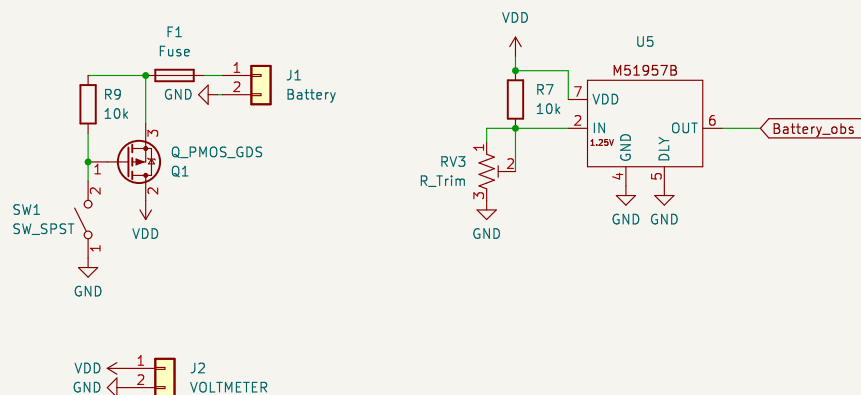 F1
Fuse
1
2
GND
J1
Battery
R9
10k
3
Q_PMOS_GDS
Q1
1
2
2
SW1
SW_SPST
1
VDD
GND
VDD
1
GND
2
J2
VOLTMETER
VDD
R7
10k
U5
M51957B
7
VDD
2
IN
1.25V
GND
DLY
OUT
6
Battery_obs
4
5
GND
GND
RV3
R_Trim
1
2
3
GND